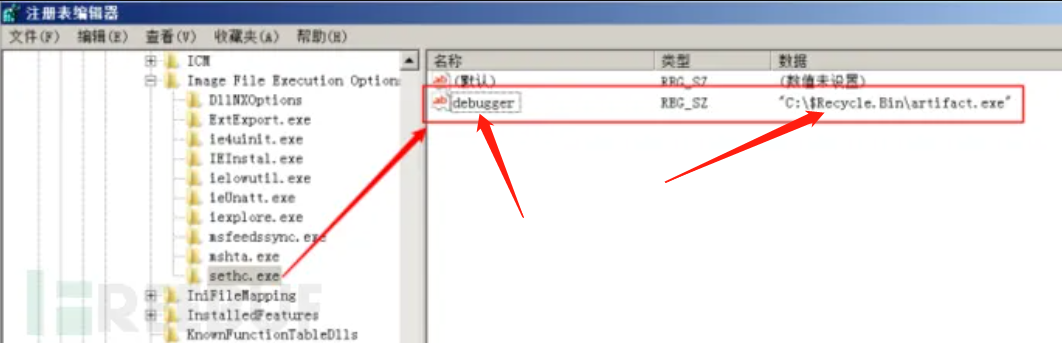 注册表编辑器
文件(F) 编辑(E) 查看(V) 收藏夹(A) 帮助(H)
ICM
Image File Execution Option
DllNXOptions
ExtExport.exe
ie4uinit.exe
IEInstal.exe
ielowutil.exe
ieUnatt.exe
iexplore.exe
msfeedssync.exe
mshta.exe
sethc.exe
IniFileMapping
InstalledFeatures
KnownFunctionTableDlls
名称 类型 数据
(默认) REG_SZ (数值未设置)
debugger REG_SZ "C:\$Recycle.Bin\artifact.exe"